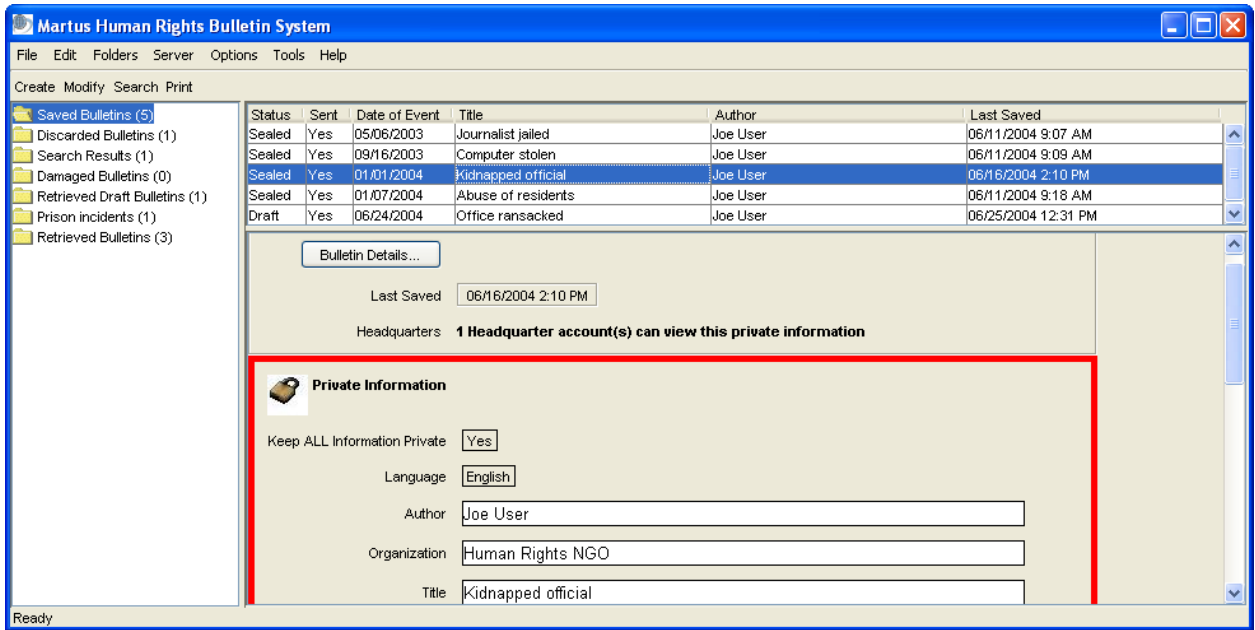 Martus Human Rights Bulletin System
File Edit Folders Server Options Tools Help
Create Modify Search Print
Saved Bulletins (5)
Discarded Bulletins (1)
Search Results (1)
Damaged Bulletins (0)
Retrieved Draft Bulletins (1)
Prison incidents (1)
Retrieved Bulletins (3)
Status Sent Date of Event Title Author Last Saved
Sealed Yes 05/06/2003 Journalist jailed Joe User 06/11/2004 9:07 AM
Sealed Yes 09/16/2003 Computer stolen Joe User 06/11/2004 9:09 AM
Sealed Yes 01/01/2004 Kidnapped official Joe User 06/16/2004 2:10 PM
Sealed Yes 01/07/2004 Abuse of residents Joe User 06/11/2004 9:18 AM
Draft Yes 06/24/2004 Office ransacked Joe User 06/25/2004 12:31 PM
Bulletin Details...
Last Saved 06/16/2004 2:10 PM
Headquarters 1 Headquarter account(s) can view this private information
Private Information
Keep ALL Information Private Yes
Language English
Author Joe User
Organization Human Rights NGO
Title Kidnapped official
Ready